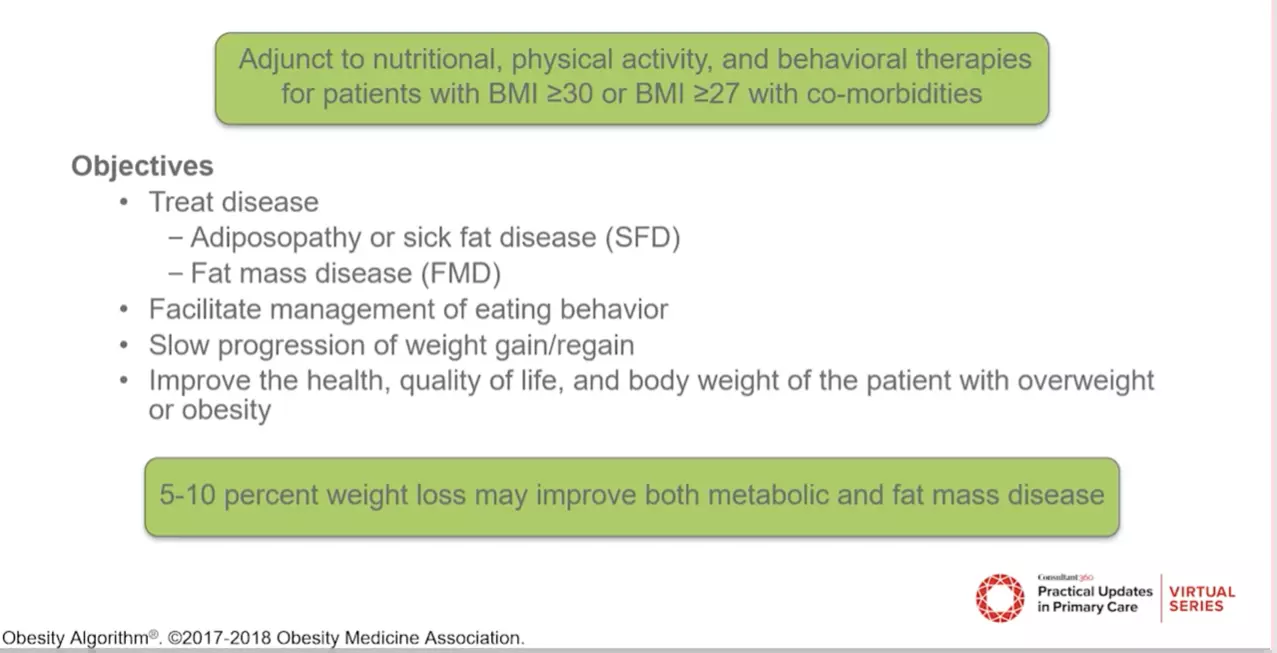 Adjunct to nutritional, physical activity, and behavioral therapies
for patients with BMI ≥30 or BMI ≥27 with co-morbidities
Objectives
• Treat disease
– Adiposopathy or sick fat disease (SFD)
– Fat mass disease (FMD)
• Facilitate management of eating behavior
• Slow progression of weight gain/regain
• Improve the health, quality of life, and body weight of the patient with overweight
or obesity
5-10 percent weight loss may improve both metabolic and fat mass disease
Consultant360
Practical Updates
in Primary Care
VIRTUAL
SERIES
Obesity Algorithm®. ©2017-2018 Obesity Medicine Association.